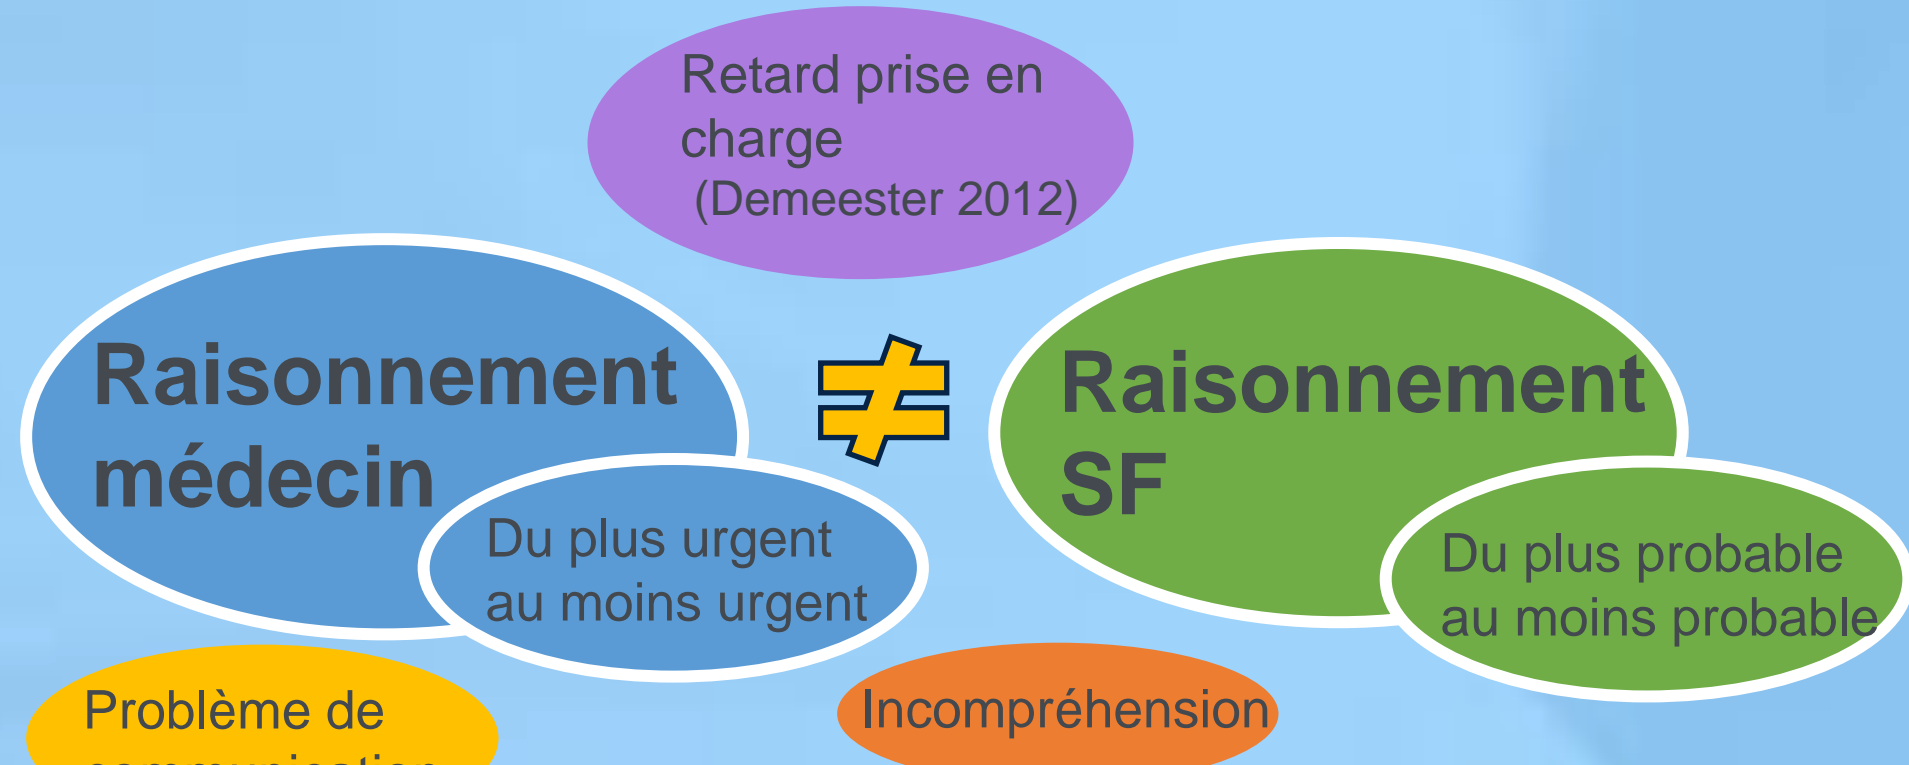 Retard prise en
charge
(Demeester 2012)
Raisonnement
médecin
≠
Raisonnement
SF
Du plus urgent
au moins urgent
Du plus probable
au moins probable
Problème de
communication
Incompréhension